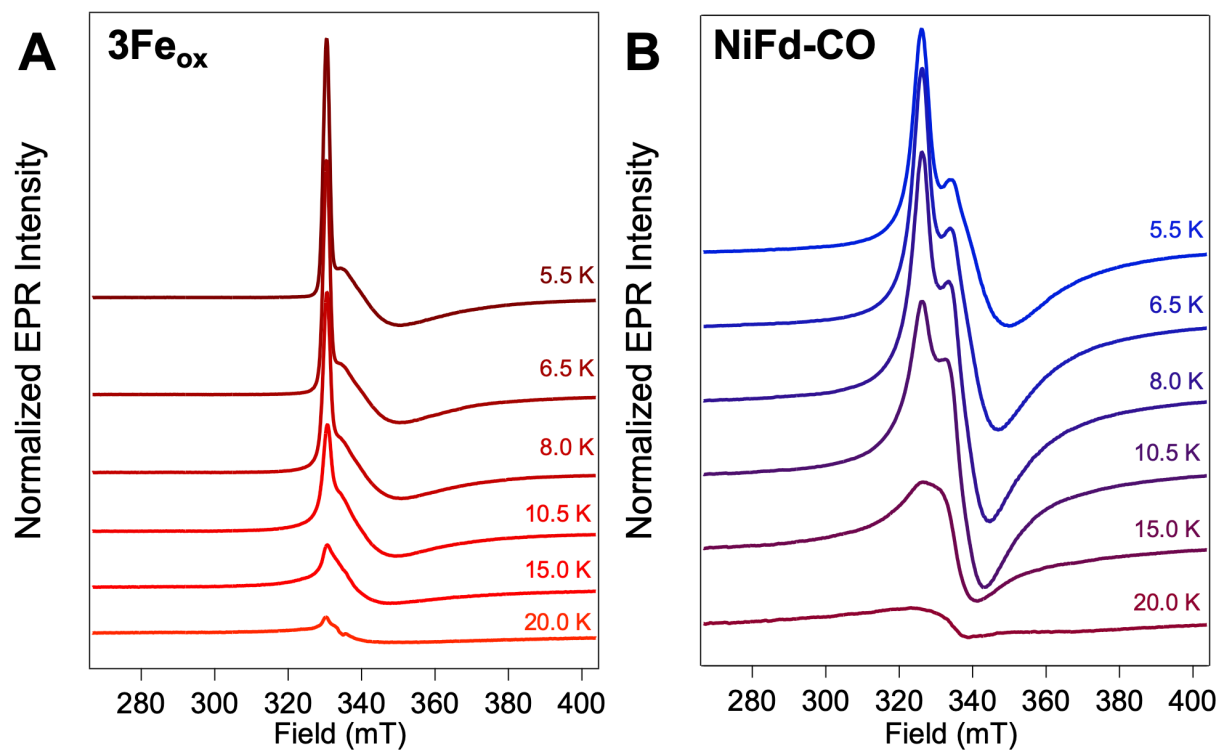 A
3Feox
Normalized EPR Intensity
5.5 K
6.5 K
8.0 K
10.5 K
15.0 K
20.0 K
280 300 320 340 360 380 400
Field (mT)
B
NiFd-CO
Normalized EPR Intensity
5.5 K
6.5 K
8.0 K
10.5 K
15.0 K
20.0 K
280 300 320 340 360 380 400
Field (mT)